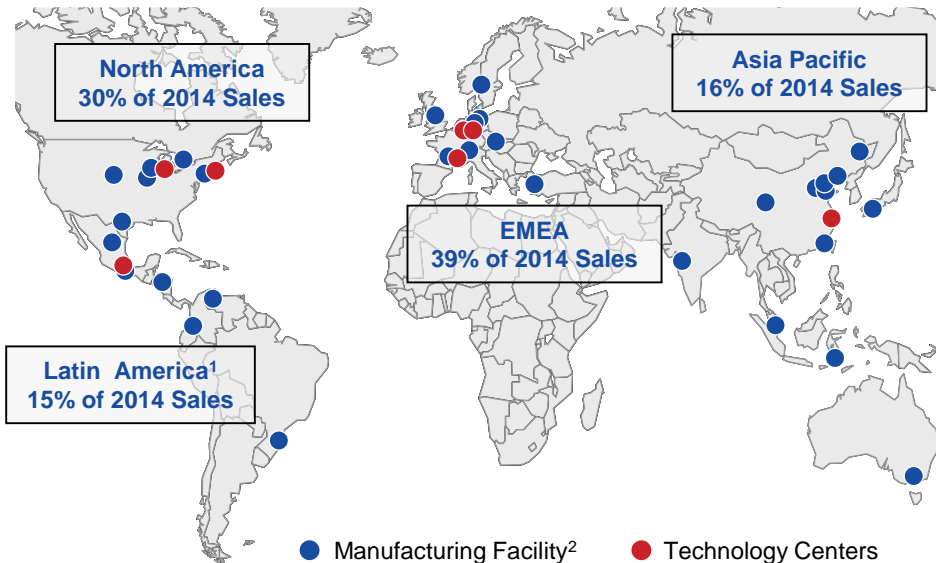 North America
30% of 2014 Sales
Asia Pacific
16% of 2014 Sales
EMEA
39% of 2014 Sales
Latin  America¹
15% of 2014 Sales
Manufacturing Facility²
Technology Centers